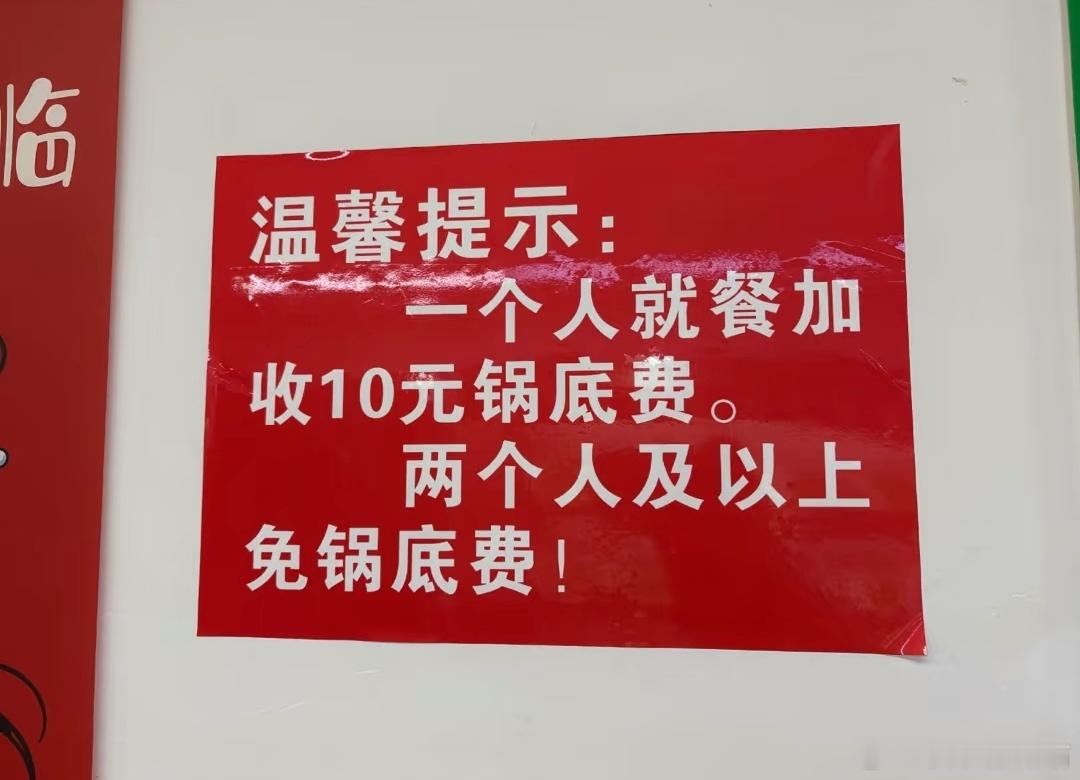 临
温馨提示：
一个人就餐加
收10元锅底费。
两个人及以上
免锅底费！